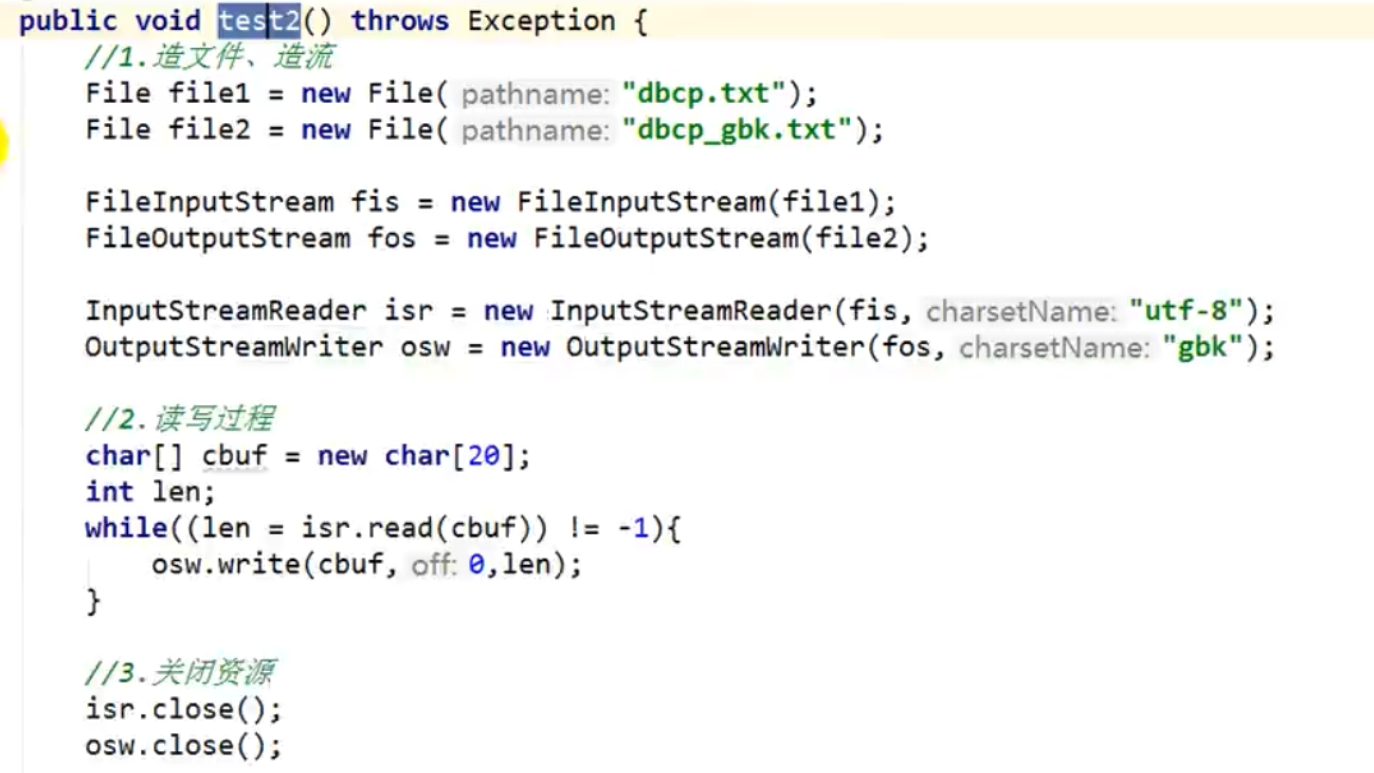 public void test2() throws Exception {
//1.造文件、造流
File file1 = new File( pathname: "dbcp.txt");
File file2 = new File( pathname: "dbcp_gbk.txt");
FileInputStream fis = new FileInputStream(file1);
FileOutputStream fos = new FileOutputStream(file2);
InputStreamReader isr = new InputStreamReader(fis, charsetName: "utf-8");
OutputStreamWriter osw = new OutputStreamWriter(fos, charsetName: "gbk");
//2.读写过程
char[] cbuf = new char[20];
int len;
while((len = isr.read(cbuf)) != -1){
osw.write(cbuf, off: 0,len);
}
//3.关闭资源
isr.close();
osw.close();